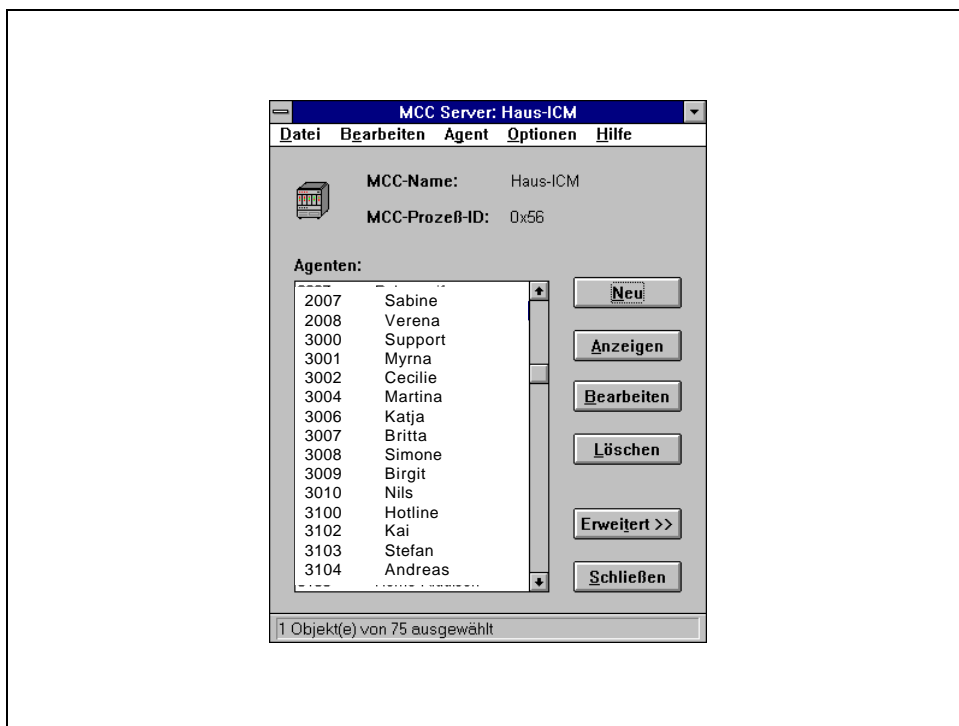 MCC Server: Haus-ICM
Datei Bearbeiten Agent Optionen Hilfe
MCC-Name: Haus-ICM
MCC-Prozeß-ID: 0x56
Agenten:
2007 Sabine
2008 Verena
3000 Support
3001 Myrna
3002 Cecilie
3004 Martina
3006 Katja
3007 Britta
3008 Simone
3009 Birgit
3010 Nils
3100 Hotline
3102 Kai
3103 Stefan
3104 Andreas
Neu
Anzeigen
Bearbeiten
Löschen
Erweitert >>
Schließen
1 Objekt(e) von 75 ausgewählt